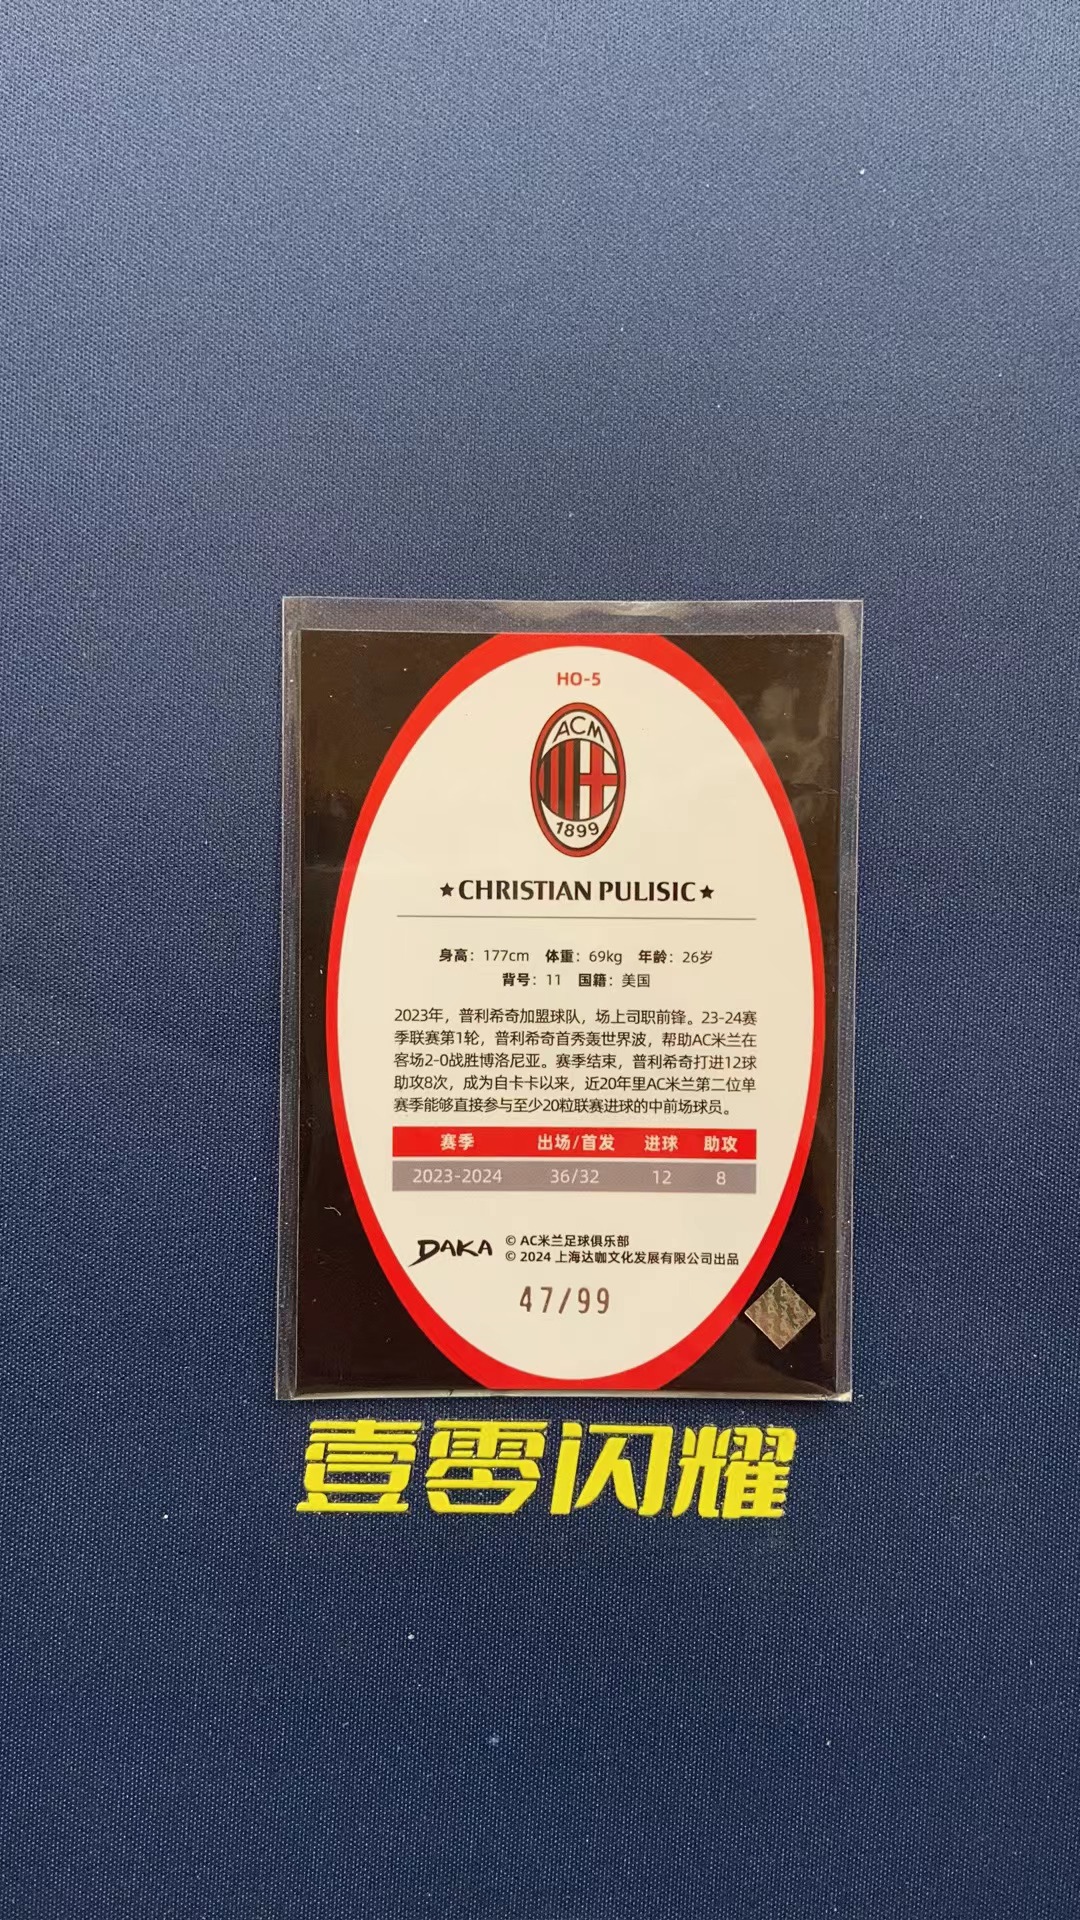 HO-5
ACM
1899
★CHRISTIAN PULISIC★
身高：177cm 体重：69kg 年龄：26岁
背号：11 国籍：美国
2023年，普利希奇加盟球队，场上司职前锋。23-24赛
季联赛第1轮，普利希奇首秀轰世界波，帮助AC米兰在
客场2-0战胜博洛尼亚。赛季结束，普利希奇打进12球
助攻8次，成为自卡卡以来，近20年里AC米兰第二位单
赛季能够直接参与至少20粒联赛进球的中前场球员。
赛季 出场/首发 进球 助攻
2023-2024 36/32 12 8
DAKA
© AC米兰足球俱乐部
© 2024 上海达咖文化发展有限公司出品
47/99
壹零闪耀